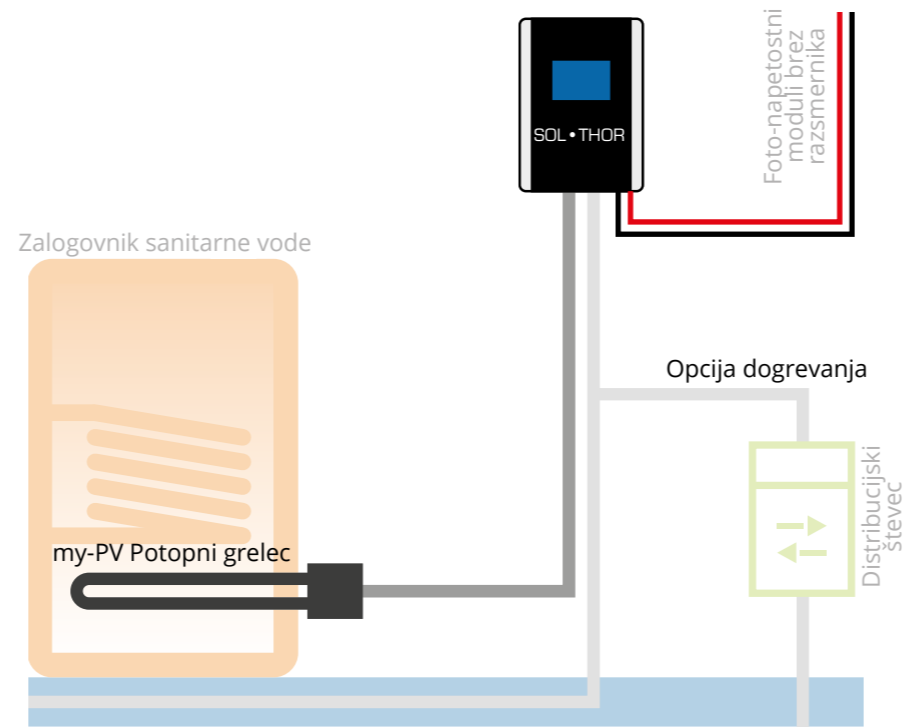 Foto-napetostni
moduli brez
razsmernika
SOL•THOR
Zalogovnik sanitarne vode
Opcija dogrevanja
Distribucijski
števec
my-PV Potopni grelec